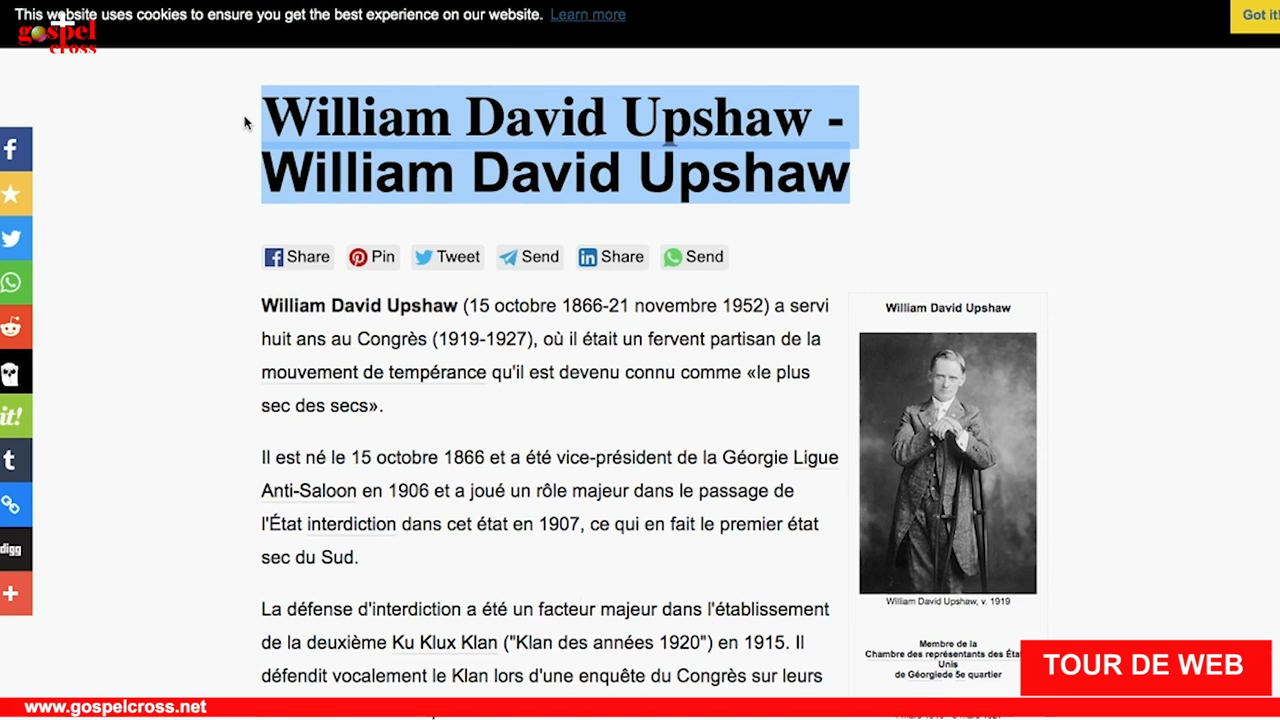 This website uses cookies to ensure you get the best experience on our website. Learn more
Got it!
gospel
cross
William David Upshaw -
William David Upshaw
Share Pin Tweet Send Share Send
William David Upshaw (15 octobre 1866-21 novembre 1952) a servi
huit ans au Congrès (1919-1927), où il était un fervent partisan de la
mouvement de tempérance qu'il est devenu connu comme «le plus
sec des secs».
Il est né le 15 octobre 1866 et a été vice-président de la Géorgie Ligue
Anti-Saloon en 1906 et a joué un rôle majeur dans le passage de
l'État interdiction dans cet état en 1907, ce qui en fait le premier état
sec du Sud.
La défense d'interdiction a été un facteur majeur dans l'établissement
de la deuxième Ku Klux Klan ("Klan des années 1920") en 1915. Il
défendit vocalement le Klan lors d'une enquête du Congrès sur leurs
William David Upshaw
William David Upshaw, v. 1919
Membre de la
Chambre des représentants des
Unis
de Géorgiede 5e quartier
it!
t
digg
TOUR DE WEB
www.gospelcross.net